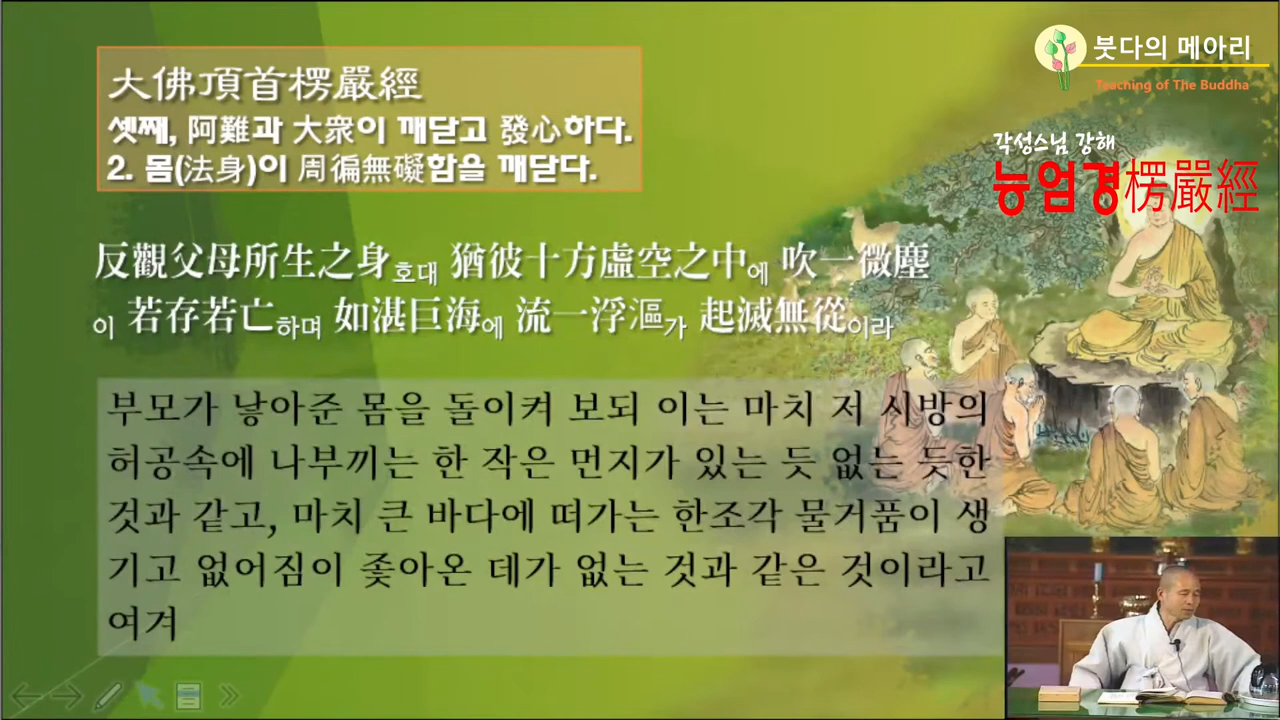 大佛頂首楞嚴經
셋째, 阿難과 大衆이 깨닫고 發心하다.
2. 몸(法身)이 周徧無礙함을 깨닫다.
붓다의 메아리
Teaching of The Buddha
각성스님 강해
능엄경楞嚴經
反觀父母所生之身호대 猶彼十方虛空之中에 吹一微塵
이 若存若亡하며 如湛巨海에 流一浮漚가 起滅無從이라
부모가 낳아준 몸을 돌이켜 보되 이는 마치 저 시방의
허공속에 나부끼는 한 작은 먼지가 있는 듯 없는 듯한
것과 같고, 마치 큰 바다에 떠가는 한조각 물거품이 생
기고 없어짐이 좇아온 데가 없는 것과 같은 것이라고
여겨